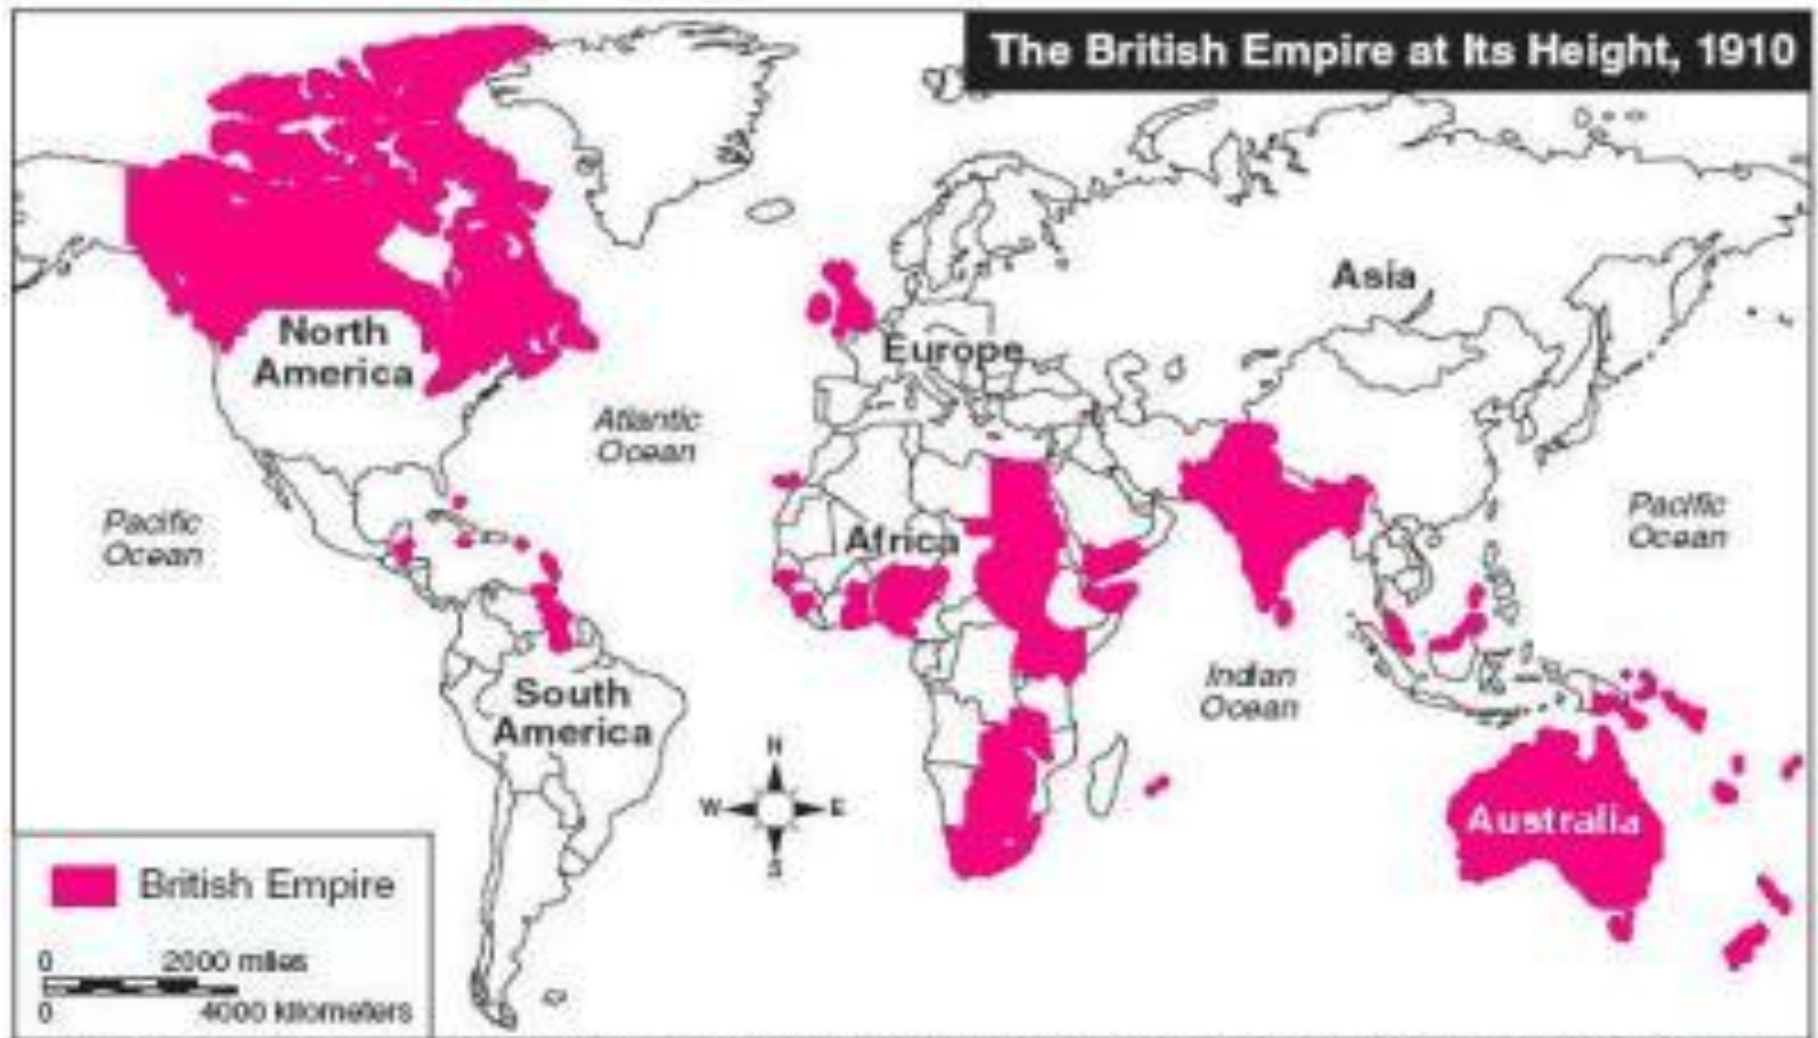 The British Empire at Its Height, 1910
Asia
North
America
Europe
Atlantic
Ocean
Pacific
Ocean
Pacific
Ocean
Africa
Indian
Ocean
South
America
N
W
E
S
Australia
British Empire
0
2000 miles
0
4000 kilometers